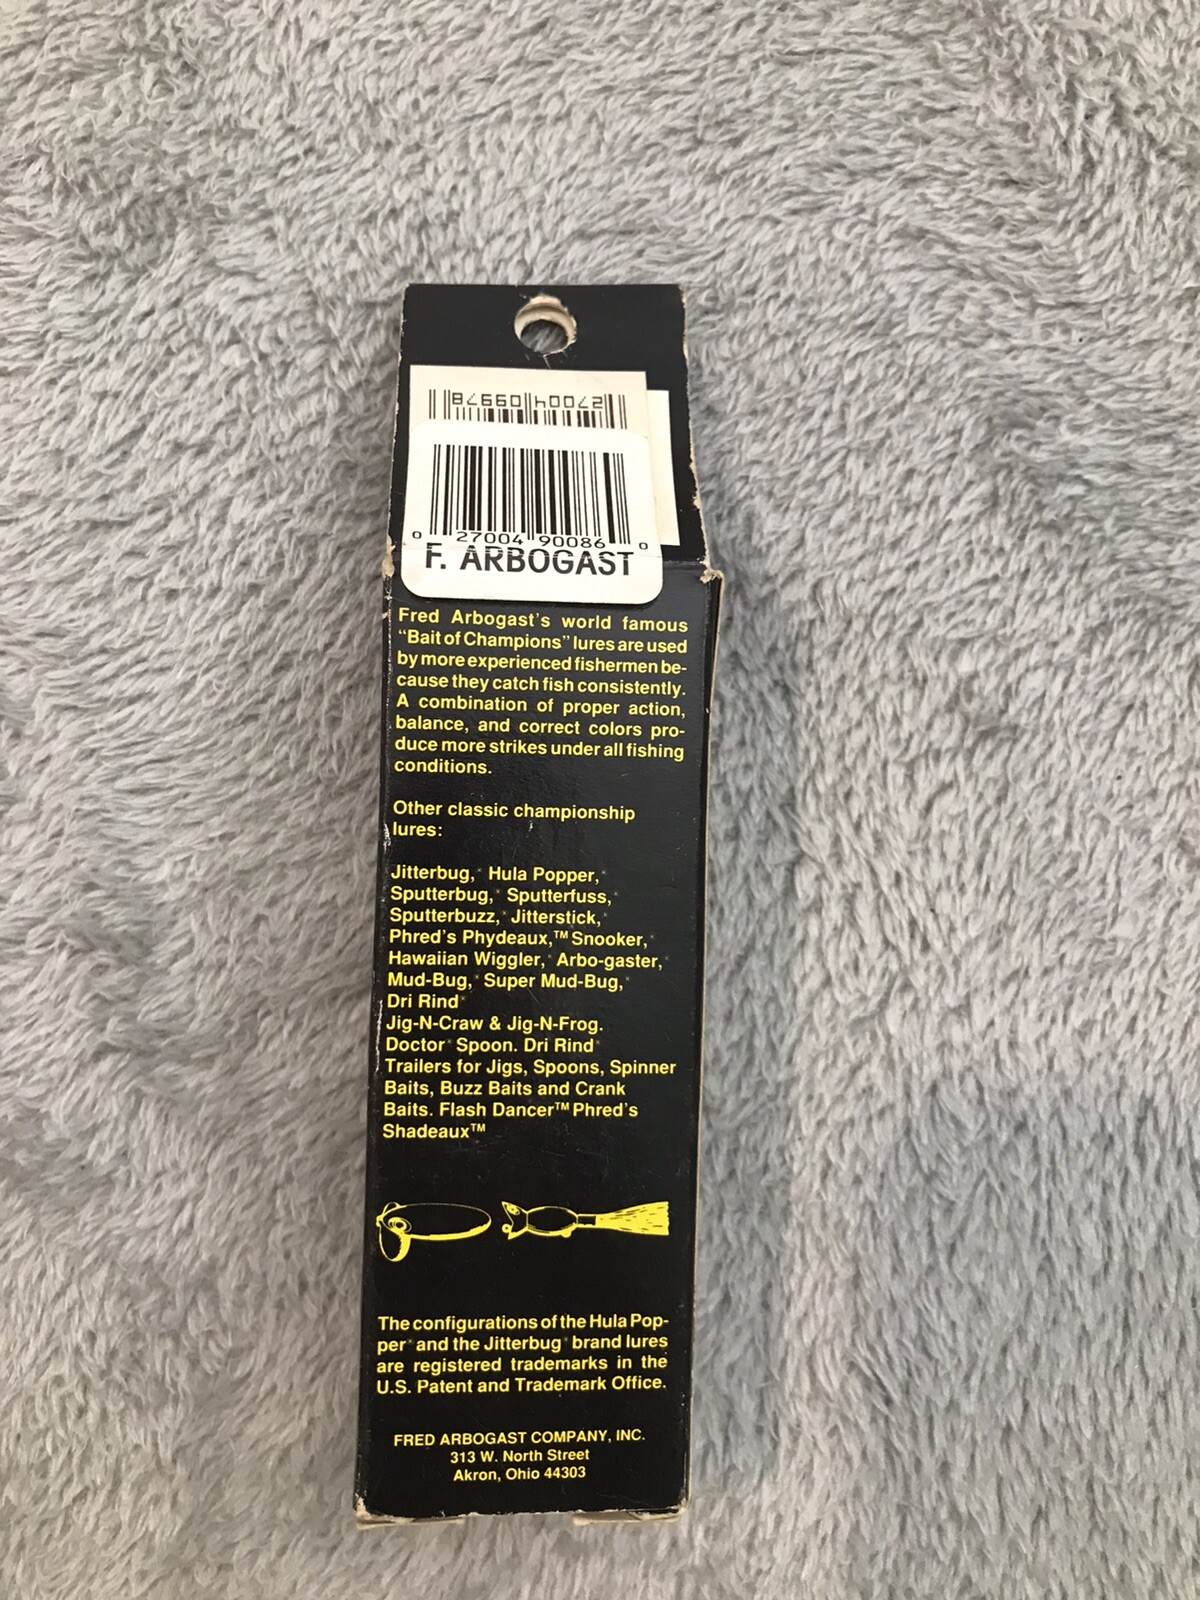 27004 09978
0 27004 90086 0
F. ARBOGAST
Fred Arbogast's world famous
"Bait of Champions" lures are used
by more experienced fishermen be-
cause they catch fish consistently.
A combination of proper action,
balance, and correct colors pro-
duce more strikes under all fishing
conditions.
Other classic championship
lures:
Jitterbug,® Hula Popper,®
Sputterbug,® Sputterfuss,®
Sputterbuzz,® Jitterstick,®
Phred's Phydeaux,™ Snooker,®
Hawaiian Wiggler,® Arbo-gaster,®
Mud-Bug,® Super Mud-Bug,®
Dri Rind®
Jig-N-Craw & Jig-N-Frog.
Doctor® Spoon. Dri Rind®
Trailers for Jigs, Spoons, Spinner
Baits, Buzz Baits and Crank
Baits. Flash Dancer™ Phred's
Shadeaux™
The configurations of the Hula Pop-
per® and the Jitterbug® brand lures
are registered trademarks in the
U.S. Patent and Trademark Office.
FRED ARBOGAST COMPANY, INC.
313 W. North Street
Akron, Ohio 44303